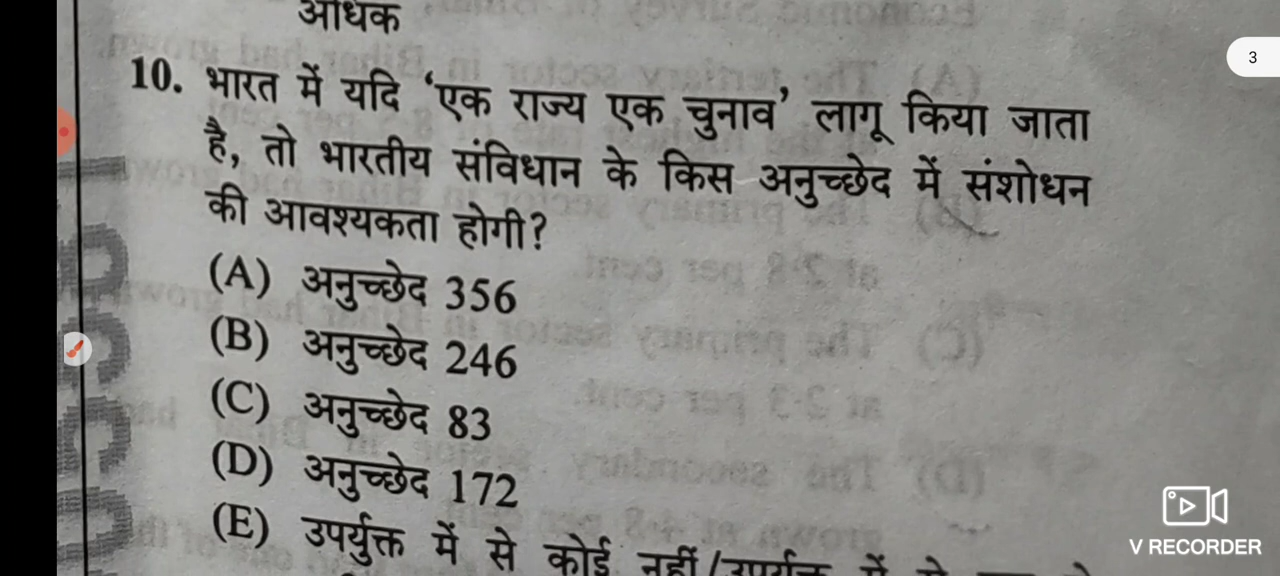 अधिक
3
10. भारत में यदि ‘एक राज्य एक चुनाव’ लागू किया जाता
है, तो भारतीय संविधान के किस अनुच्छेद में संशोधन
की आवश्यकता होगी?
(A) अनुच्छेद 356
(B) अनुच्छेद 246
(C) अनुच्छेद 83
(D) अनुच्छेद 172
(E) उपर्युक्त में से कोई नहीं/उपर्युक्त में से
V RECORDER